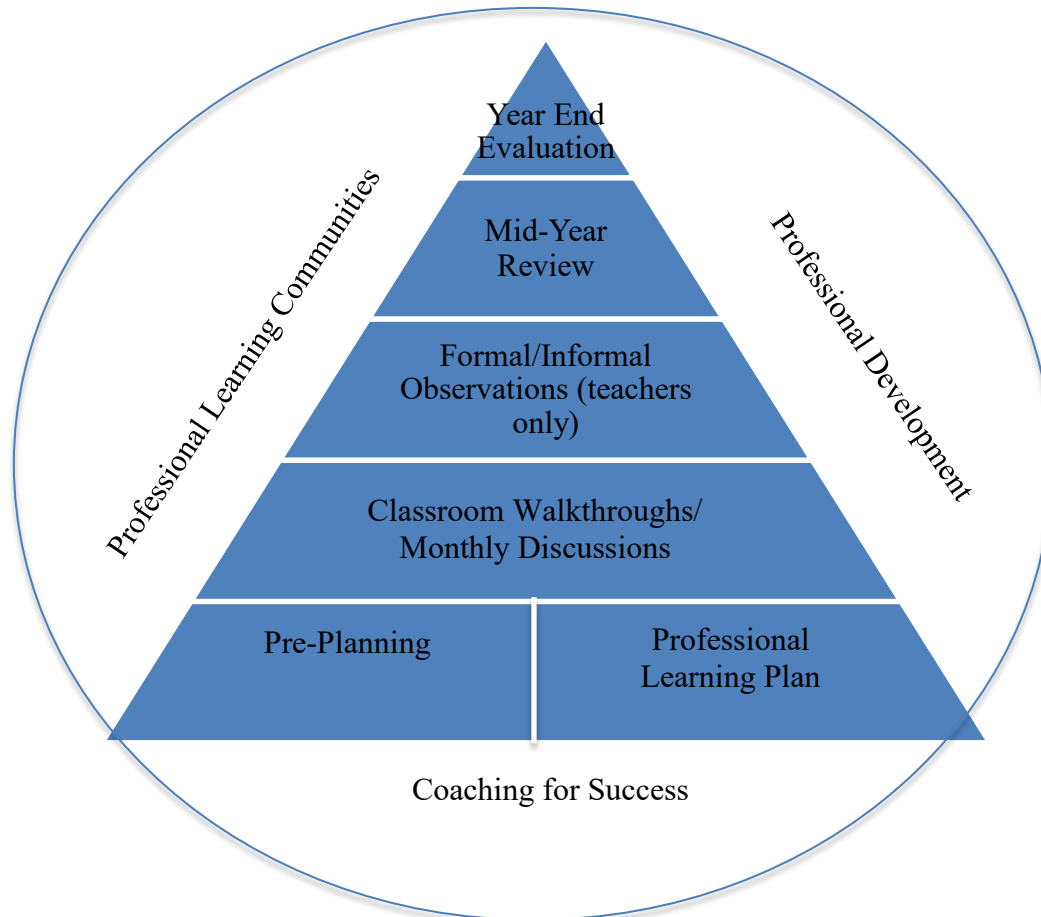 Year End
Evaluation
Mid-Year
Review
Formal/Informal
Observations (teachers
only)
Classroom Walkthroughs/
Monthly Discussions
Pre-Planning
Professional
Learning Plan
Professional Learning Communities
Professional Development
Coaching for Success